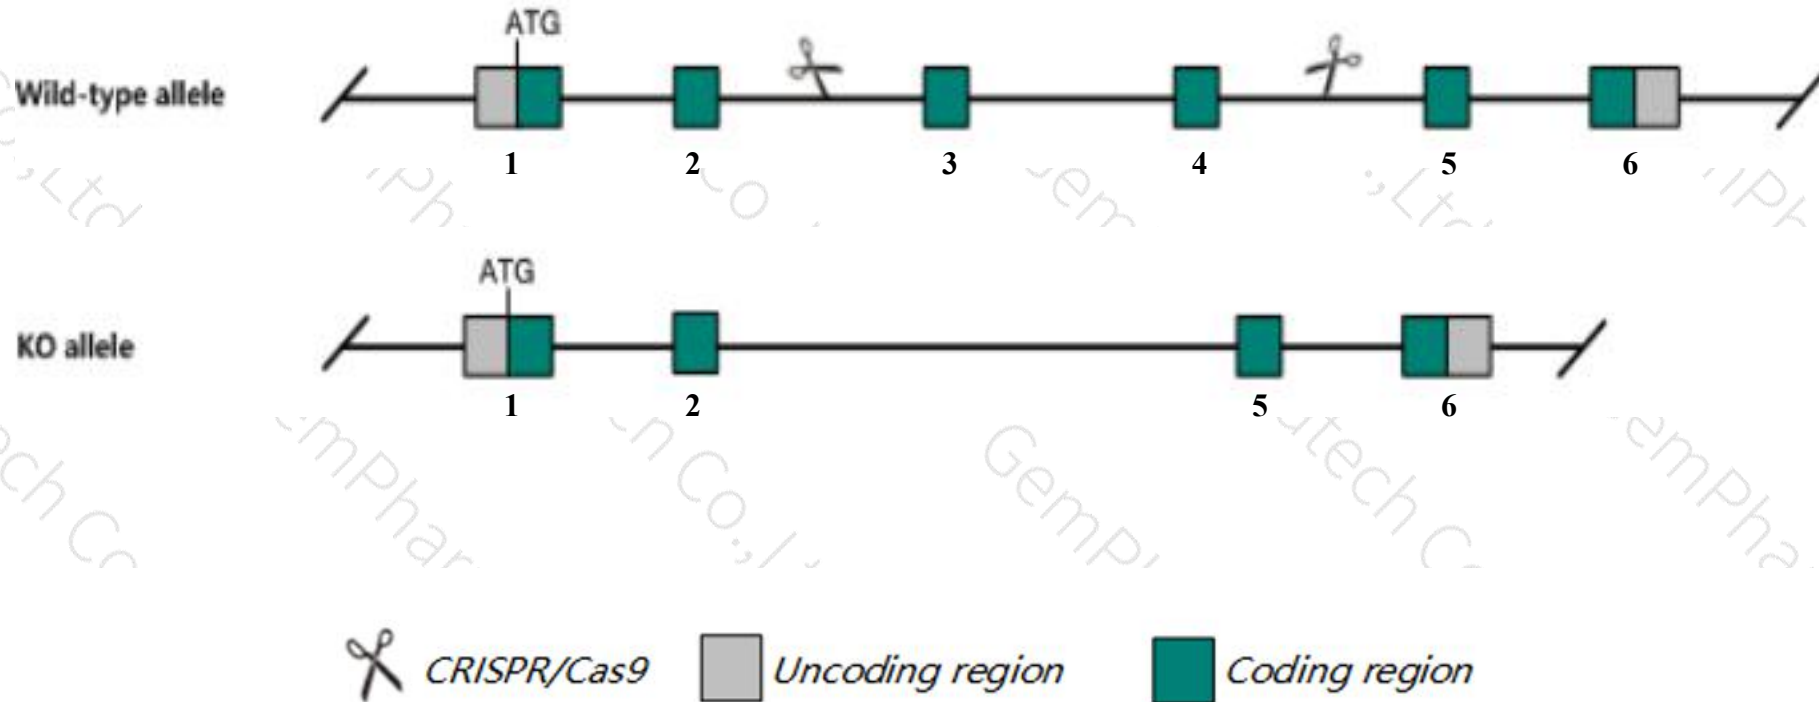 ATG
Wild-type allele
1 2 3 4 5 6
ATG
KO allele
1 2 5 6
CRISPR/Cas9 Uncoding region Coding region